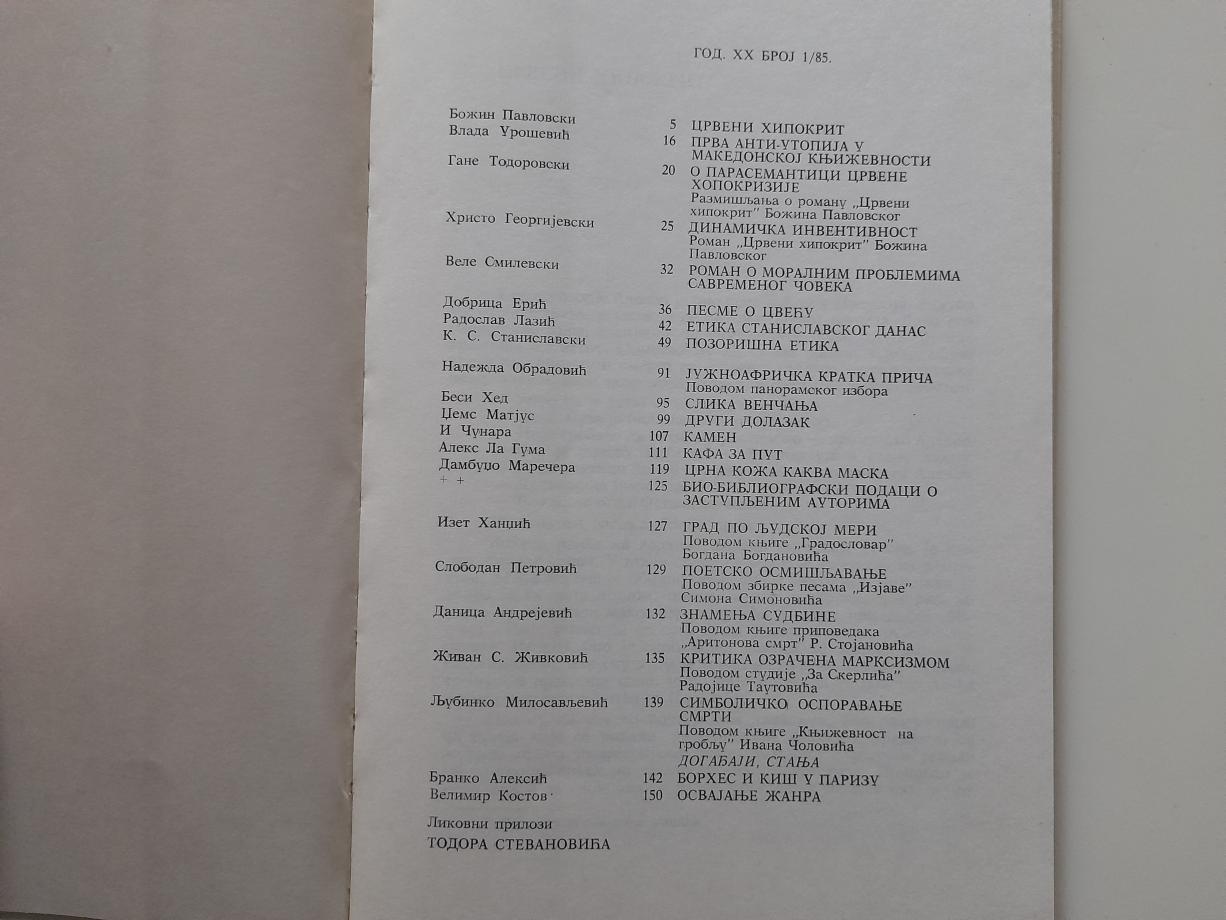 ГОД. XX БРОЈ 1/85.
Божин Павловски 5 ЦРВЕНИ ХИПОКРИТ
Влада Урошевић 16 ПРВА АНТИ-УТОПИЈА У
МАКЕДОНСКОЈ КЊИЖЕВНОСТИ
Гане Тодоровски 20 О ПАРАСЕМАНТИЦИ ЦРВЕНЕ
ХОПОКРИЗИЈЕ
Размишљања о роману „Црвени
хипокрит" Божина Павловског
Христо Георгијевски 25 ДИНАМИЧКА ИНВЕНТИВНОСТ
Роман „Црвени хипокрит" Божина
Павловског
Веле Смилевски 32 РОМАН О МОРАЛНИМ ПРОБЛЕМИМА
САВРЕМЕНОГ ЧОВЕКА
Добрица Ерић 36 ПЕСМЕ О ЦВЕЋУ
Радослав Лазић 42 ЕТИКА СТАНИСЛАВСКОГ ДАНАС
К. С. Станиславски 49 ПОЗОРИШНА ЕТИКА
Надежда Обрадовић 91 ЈУЖНОАФРИЧКА КРАТКА ПРИЧА
Поводом панорамског избора
Беси Хед 95 СЛИКА ВЕНЧАЊА
Џемс Матјус 99 ДРУГИ ДОЛАЗАК
И Чунара 107 КАМЕН
Алекс Ла Гума 111 КАФА ЗА ПУТ
Дамбуџо Маречера 119 ЦРНА КОЖА КАКВА МАСКА
+ + 125 БИО-БИБЛИОГРАФСКИ ПОДАЦИ О
ЗАСТУПЉЕНИМ АУТОРИМА
Изет Ханџић 127 ГРАД ПО ЉУДСКОЈ МЕРИ
Поводом књиге „Градословар"
Богдана Богдановића
Слободан Петровић 129 ПОЕТСКО ОСМИШЉАВАЊЕ
Поводом збирке песама „Изјаве"
Симона Симоновића
Даница Андрејевић 132 ЗНАМЕЊА СУДБИНЕ
Поводом књиге приповедака
„Аритонова смрт" Р. Стојановића
Живан С. Живковић 135 КРИТИКА ОЗРАЧЕНА МАРКСИЗМОМ
Поводом студије „За Скерлића"
Радојице Таутовића
Љубинко Милосављевић 139 СИМБОЛИЧКО ОСПОРАВАЊЕ
СМРТИ
Поводом књиге „Књижевност на
гробљу" Ивана Чоловића
ДОГАБАЈИ, СТАЊА
Бранко Алексић 142 БОРХЕС И КИШ У ПАРИЗУ
Велимир Костов 150 ОСВАЈАЊЕ ЖАНРА
Ликовни прилози
ТОДОРА СТЕВАНОВИЋА